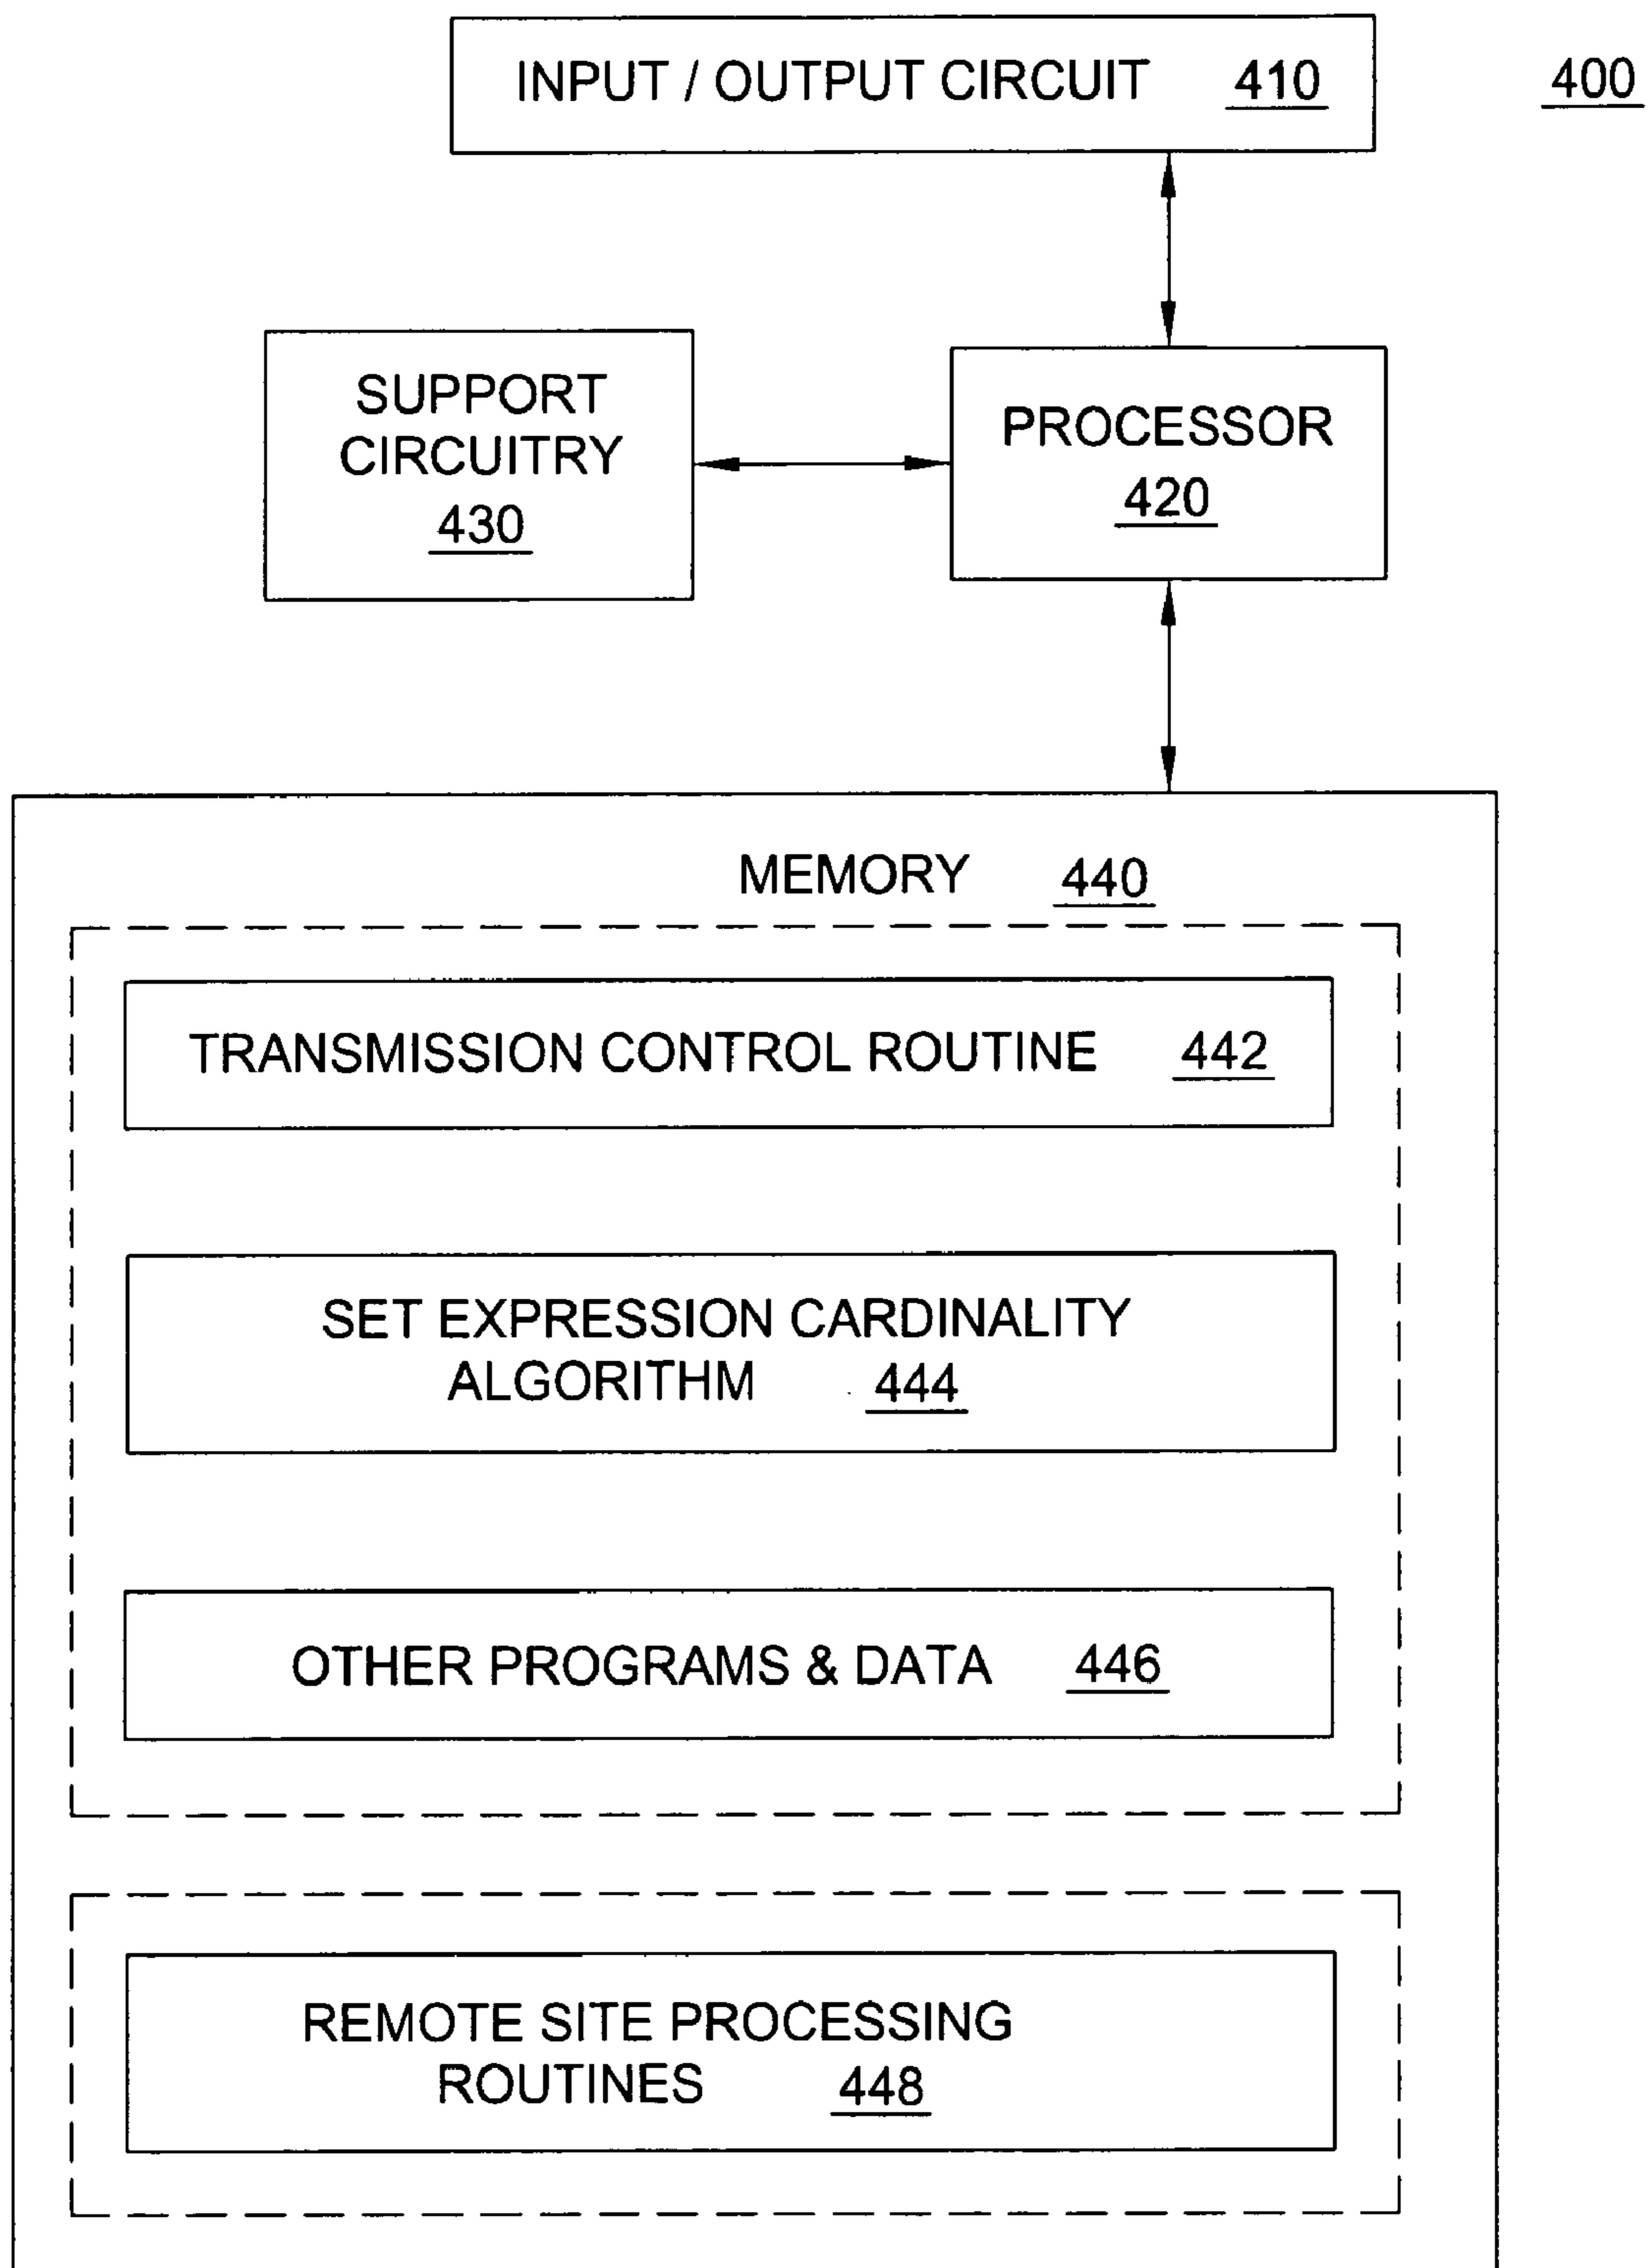 INPUT / OUTPUT CIRCUIT 410
400
SUPPORT
CIRCUITRY
430
PROCESSOR
420
MEMORY 440
TRANSMISSION CONTROL ROUTINE 442
SET EXPRESSION CARDINALITY
ALGORITHM 444
OTHER PROGRAMS & DATA 446
REMOTE SITE PROCESSING
ROUTINES 448